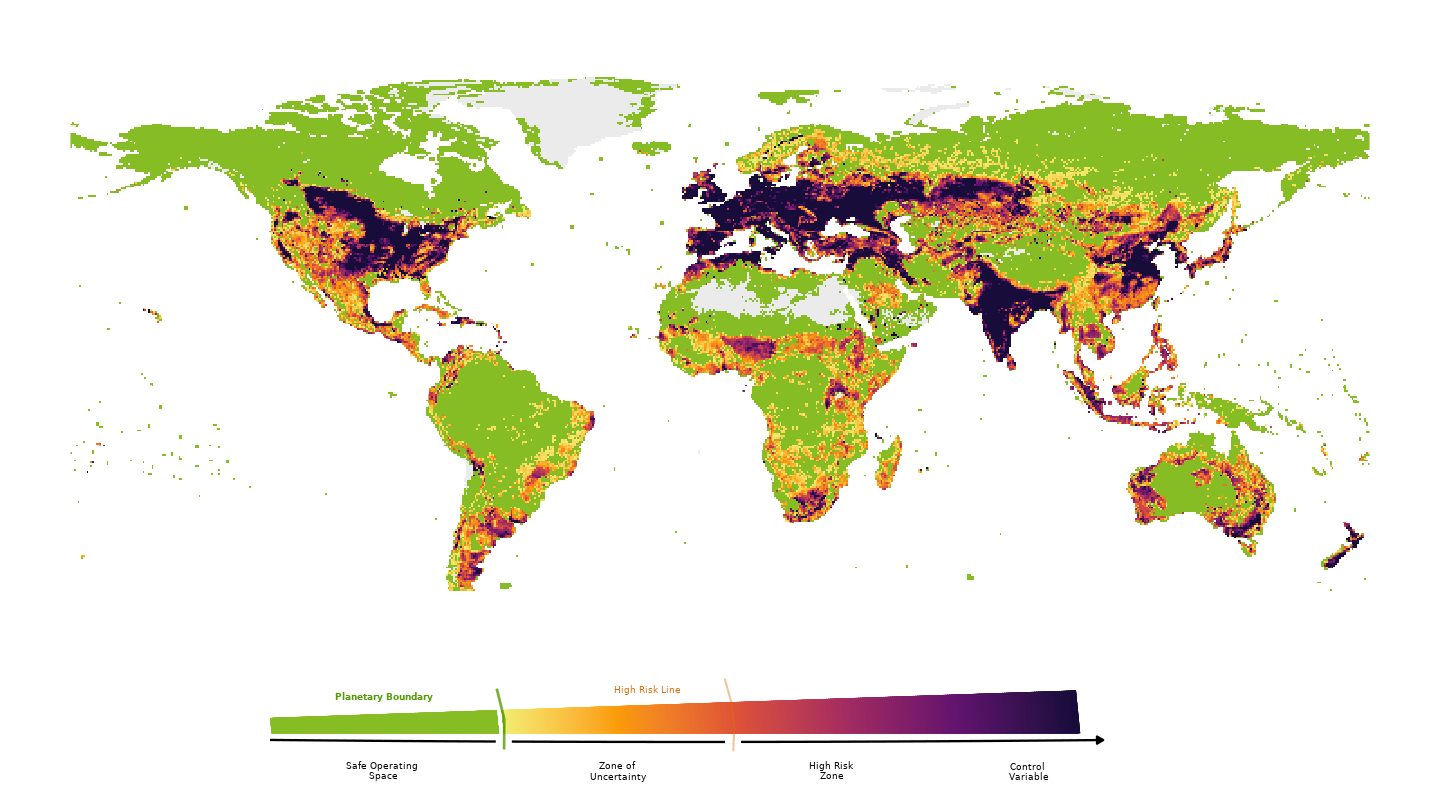 Planetary Boundary
High Risk Line
Safe Operating
Space
Zone of
Uncertainty
High Risk
Zone
Control
Variable